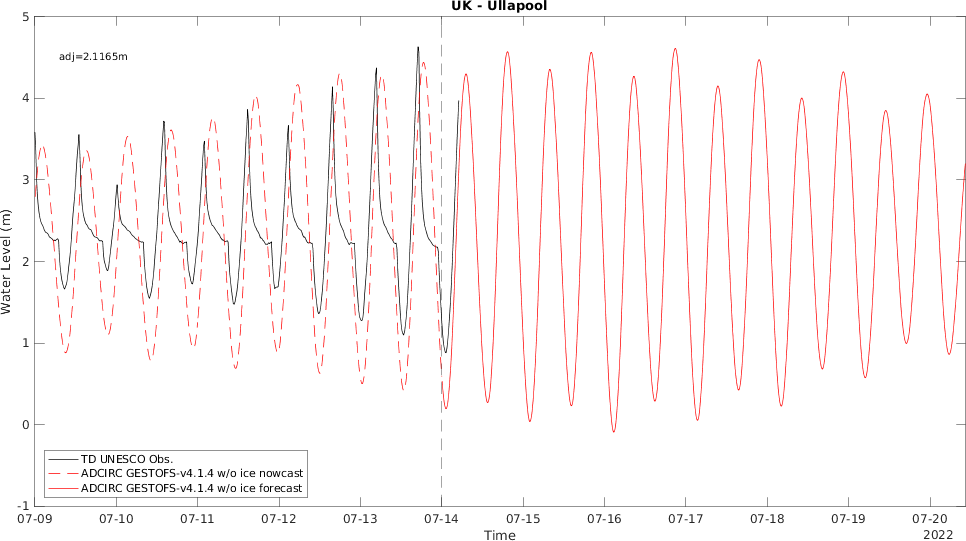 UK - Ullapool
adj=2.1165m
Water Level (m)
5
4
3
2
1
0
-1
TD UNESCO Obs.
ADCIRC GESTOFS-v4.1.4 w/o ice nowcast
ADCIRC GESTOFS-v4.1.4 w/o ice forecast
07-09 07-10 07-11 07-12 07-13 07-14 07-15 07-16 07-17 07-18 07-19 07-20
Time
2022